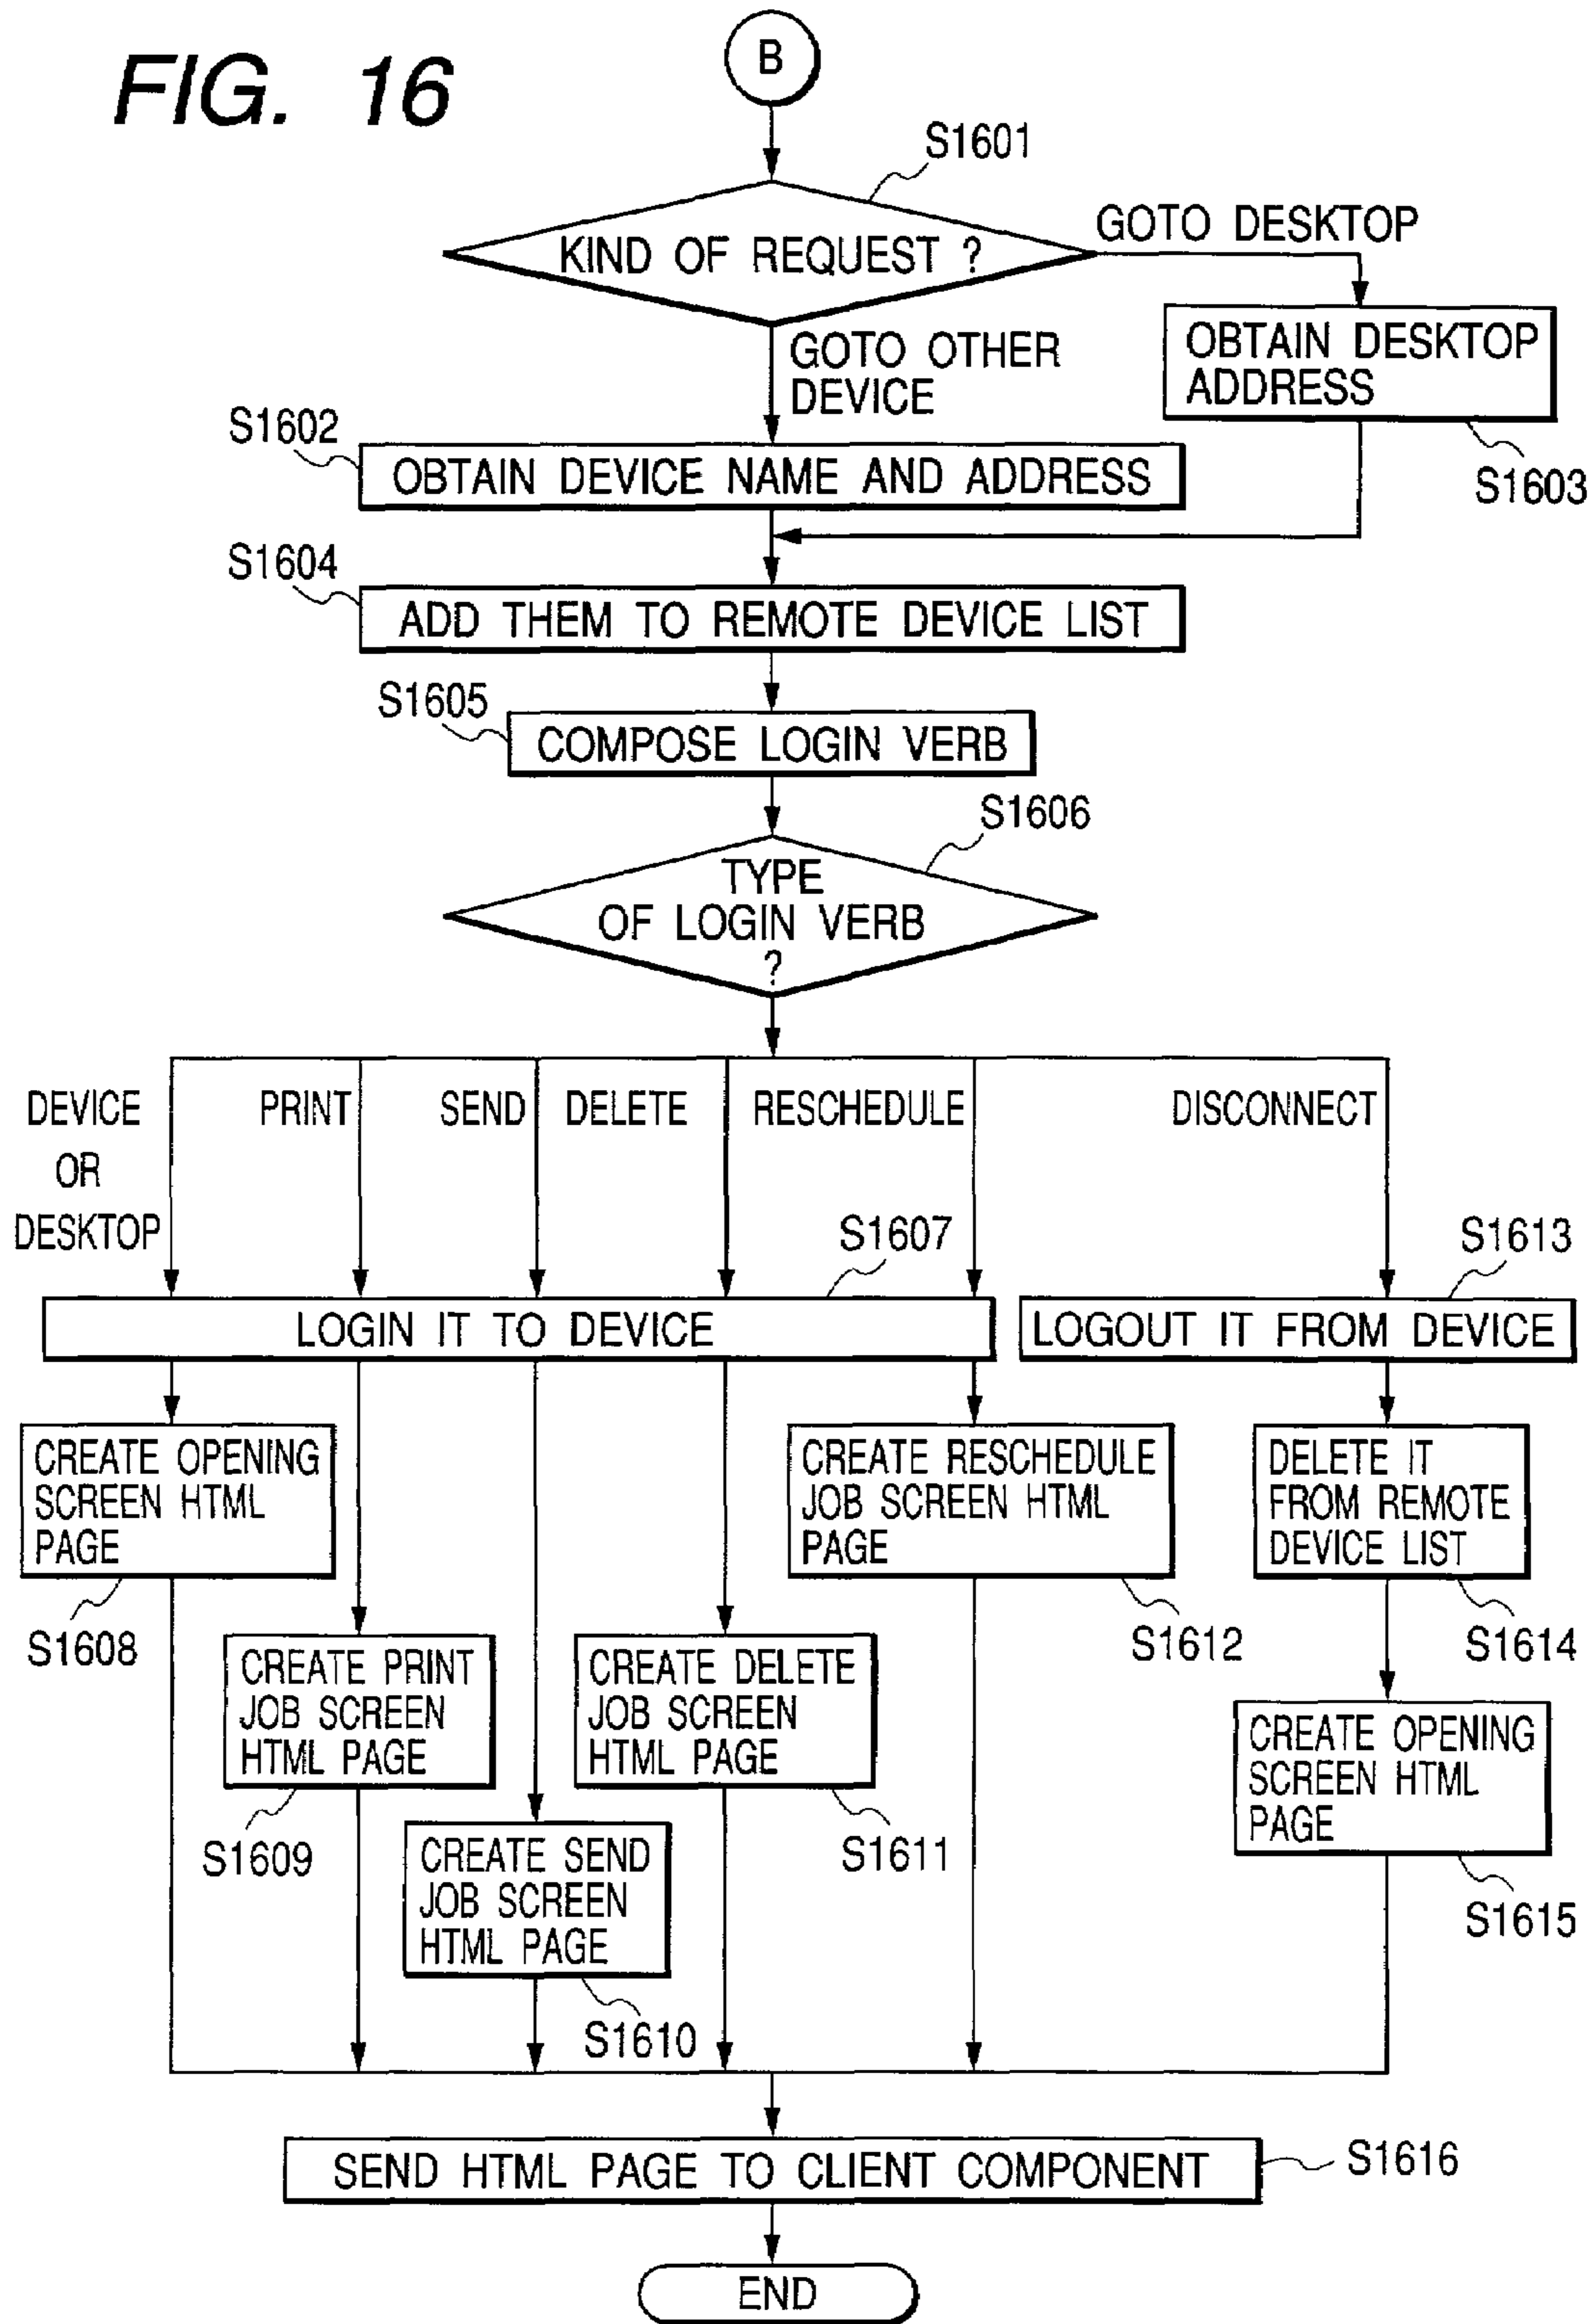 FIG. 16
B
S1601
KIND OF REQUEST ?
GOTO DESKTOP
GOTO OTHER
DEVICE
OBTAIN DESKTOP
ADDRESS
S1603
S1602
OBTAIN DEVICE NAME AND ADDRESS
S1604
ADD THEM TO REMOTE DEVICE LIST
S1605
COMPOSE LOGIN VERB
S1606
TYPE
OF LOGIN VERB
?
DEVICE
OR
DESKTOP
PRINT
SEND
DELETE
RESCHEDULE
DISCONNECT
S1607
S1613
LOGIN IT TO DEVICE
LOGOUT IT FROM DEVICE
CREATE OPENING
SCREEN HTML
PAGE
S1608
CREATE RESCHEDULE
JOB SCREEN HTML
PAGE
S1612
DELETE IT
FROM REMOTE
DEVICE LIST
S1614
CREATE PRINT
JOB SCREEN
HTML PAGE
S1609
CREATE DELETE
JOB SCREEN
HTML PAGE
S1611
CREATE OPENING
SCREEN HTML
PAGE
S1615
CREATE SEND
JOB SCREEN
HTML PAGE
S1610
SEND HTML PAGE TO CLIENT COMPONENT
S1616
END